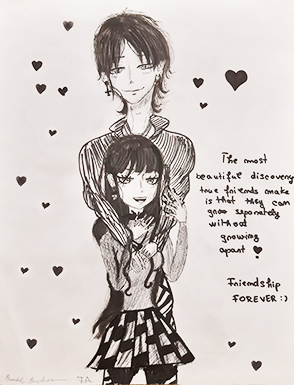 The most
beautiful discovery
true friends make
is that they can
grow separately
without
growing
apart
Friendship
FOREVER :)
7A